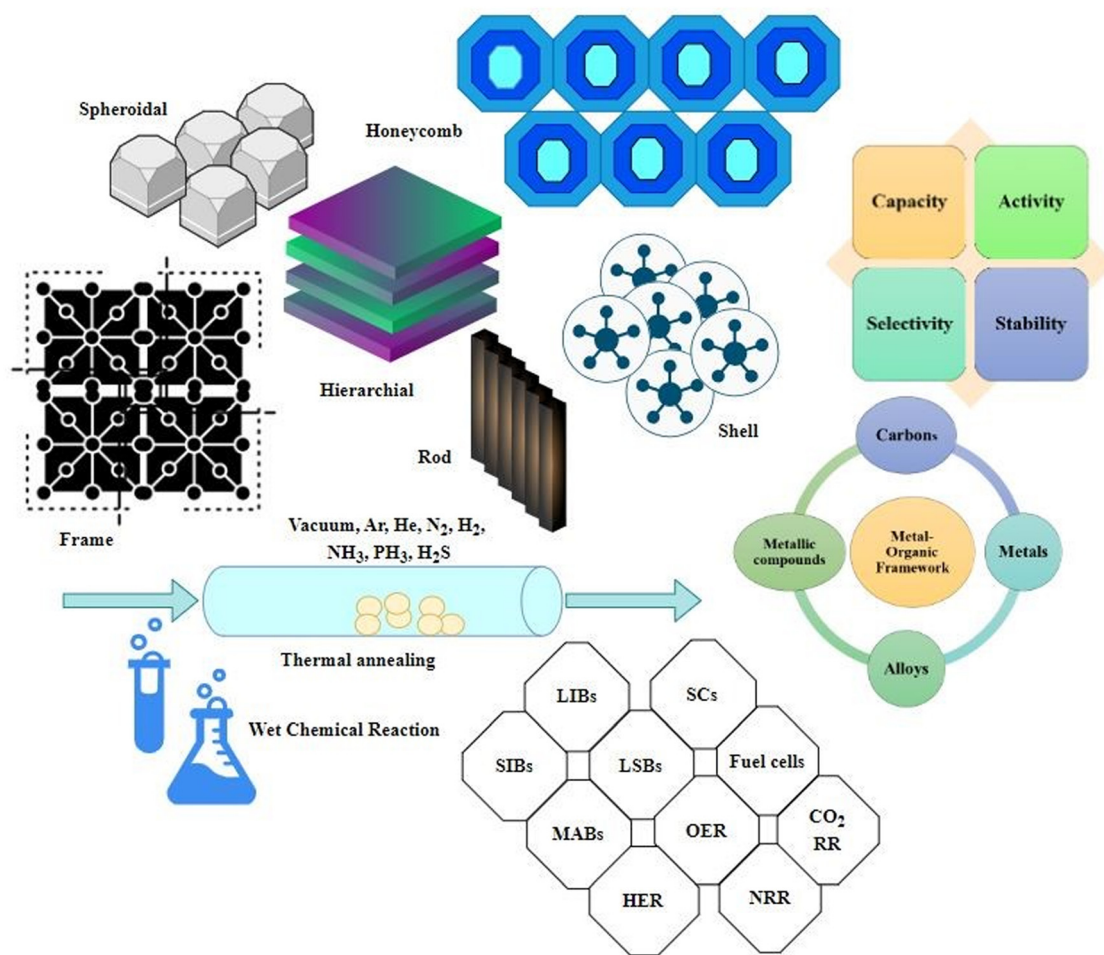 Spheroidal
Honeycomb
Capacity
Activity
Selectivity
Stability
Hierarchial
Shell
Rod
Frame
Carbons
Metallic
compounds
Metal-
Organic
Framework
Metals
Alloys
Vacuum, Ar, He, N₂, H₂,
NH₃, PH₃, H₂S
Thermal annealing
Wet Chemical Reaction
LIBs
SCs
SIBs
LSBs
Fuel cells
MABs
OER
CO₂
RR
HER
NRR